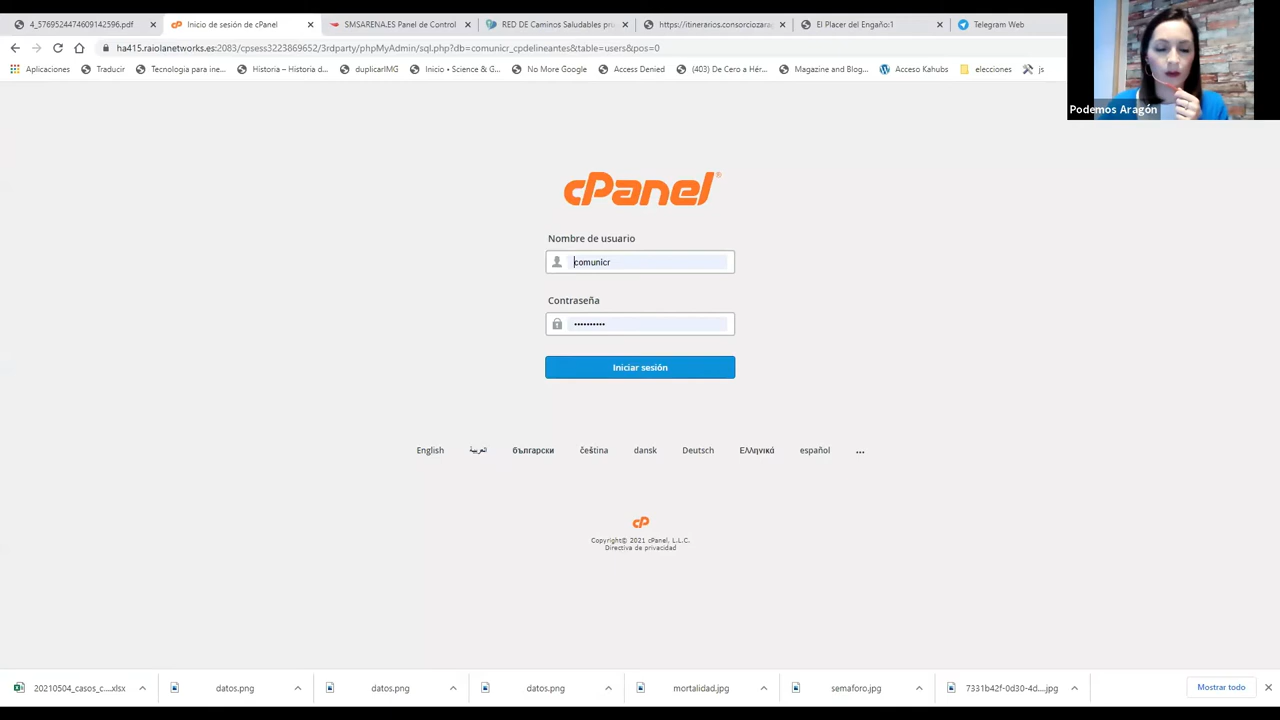 4_5769524474609142596.pdf
Inicio de sesión de cPanel
SMSARENA.ES Panel de Control
RED DE Caminos Saludables pr
https://itinerarios.consorciozara
El Placer del Engaño:1
Telegram Web
ha415.raiolanetworks.es:2083/cpsess3223869652/3rdparty/phpMyAdmin/sql.php?db=comunicr_cpdelineantes&table=users&pos=0
Aplicaciones
Traducir
Tecnologia para ine...
Historia – Historia d...
duplicarIMG
Inicio • Science & G...
No More Google
Access Denied
(403) De Cero a Hér...
Magazine and Blog...
Acceso Kahubs
elecciones
js
Podemos Aragón
cPanel®
Nombre de usuario
comunicr
Contraseña
••••••••••
Iniciar sesión
English
العربية
български
čeština
dansk
Deutsch
Ελληνικά
español
...
cP
Copyright© 2021 cPanel, L.L.C.
Directiva de privacidad
20210504_casos_c....xlsx
datos.png
datos.png
datos.png
mortalidad.jpg
semaforo.jpg
7331b42f-0d30-4d....jpg
Mostrar todo